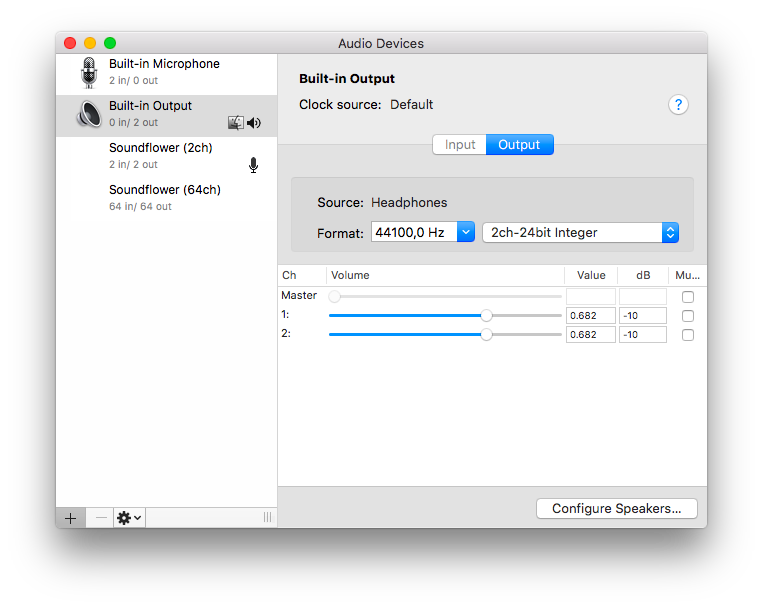 Audio Devices
Built-in Microphone
2 in/ 0 out
Built-in Output
0 in/ 2 out
Soundflower (2ch)
2 in/ 2 out
Soundflower (64ch)
64 in/ 64 out
Built-in Output
Clock source: Default
?
Input Output
Source: Headphones
Format: 44100,0 Hz 2ch-24bit Integer
Ch Volume Value dB Mu...
Master
1: 0.682 -10
2: 0.682 -10
Configure Speakers...